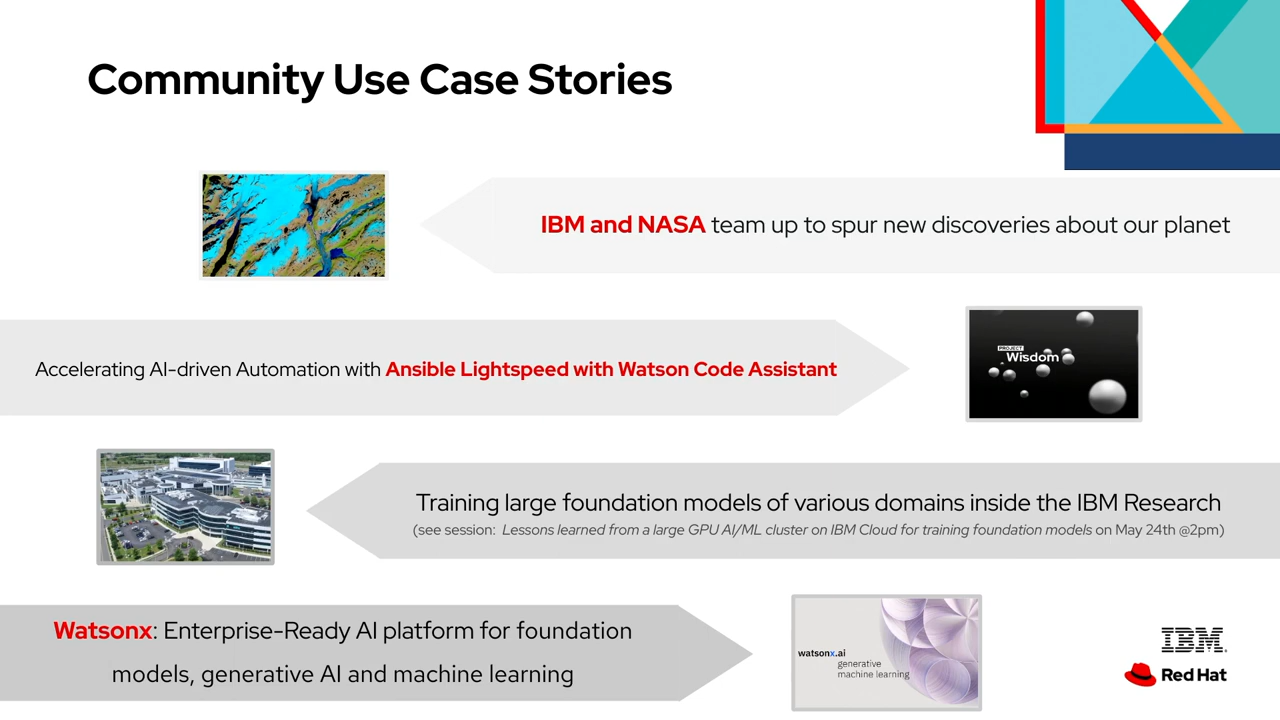 Community Use Case Stories
IBM and NASA team up to spur new discoveries about our planet
Accelerating AI-driven Automation with Ansible Lightspeed with Watson Code Assistant
PROJECT
Wisdom
Training large foundation models of various domains inside the IBM Research
(see session: Lessons learned from a large GPU AI/ML cluster on IBM Cloud for training foundation models on May 24th @2pm)
Watsonx: Enterprise-Ready AI platform for foundation
models, generative AI and machine learning
watsonx.ai
generative
machine learning
IBM
Red Hat